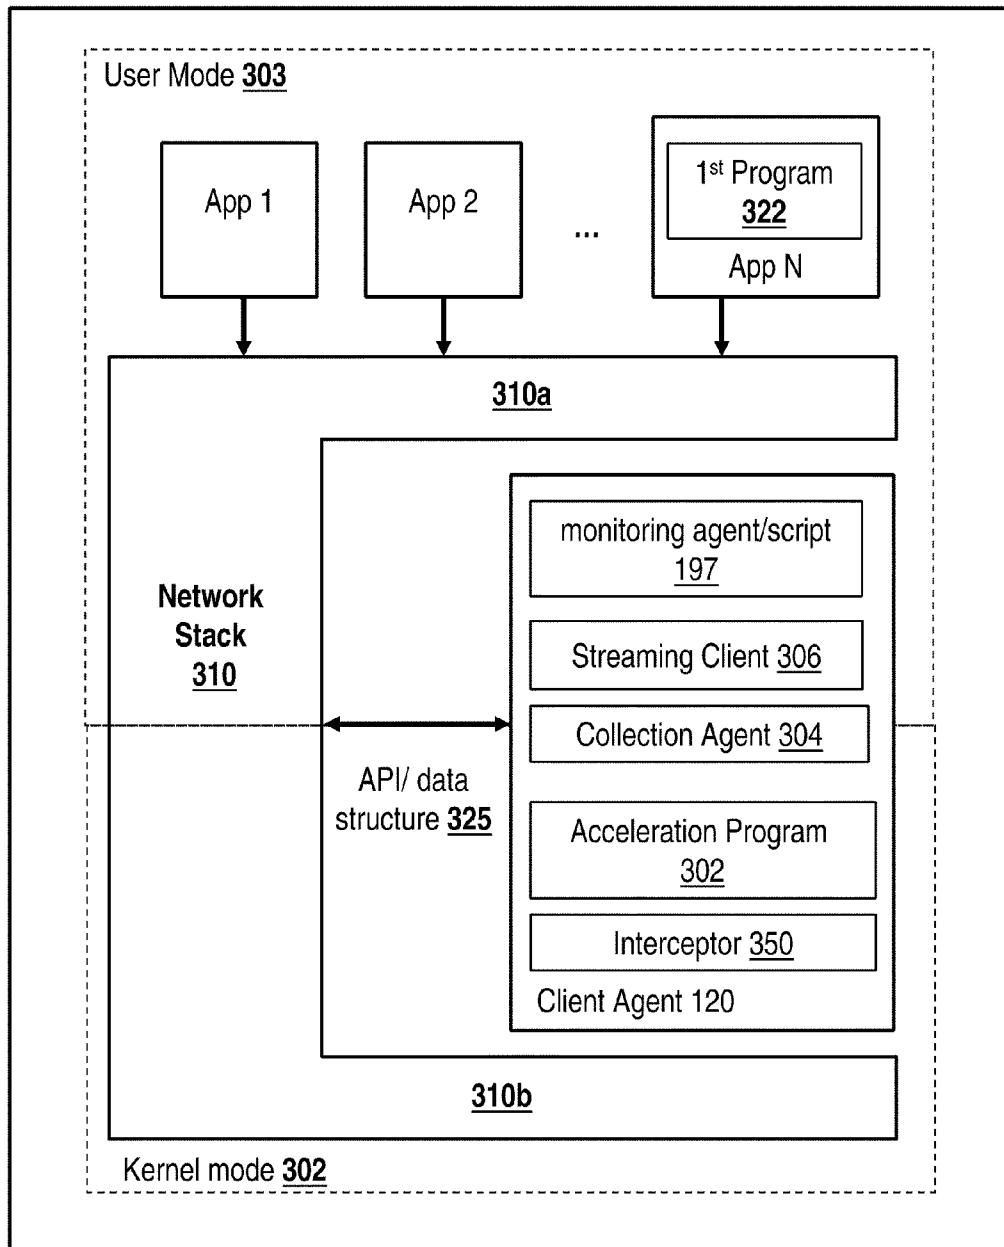 User Mode 303
App 1
App 2
...
1st Program
322
App N
310a
Network
Stack
310
monitoring agent/script
197
Streaming Client 306
Collection Agent 304
API/ data
structure 325
Acceleration Program
302
Interceptor 350
Client Agent 120
310b
Kernel mode 302